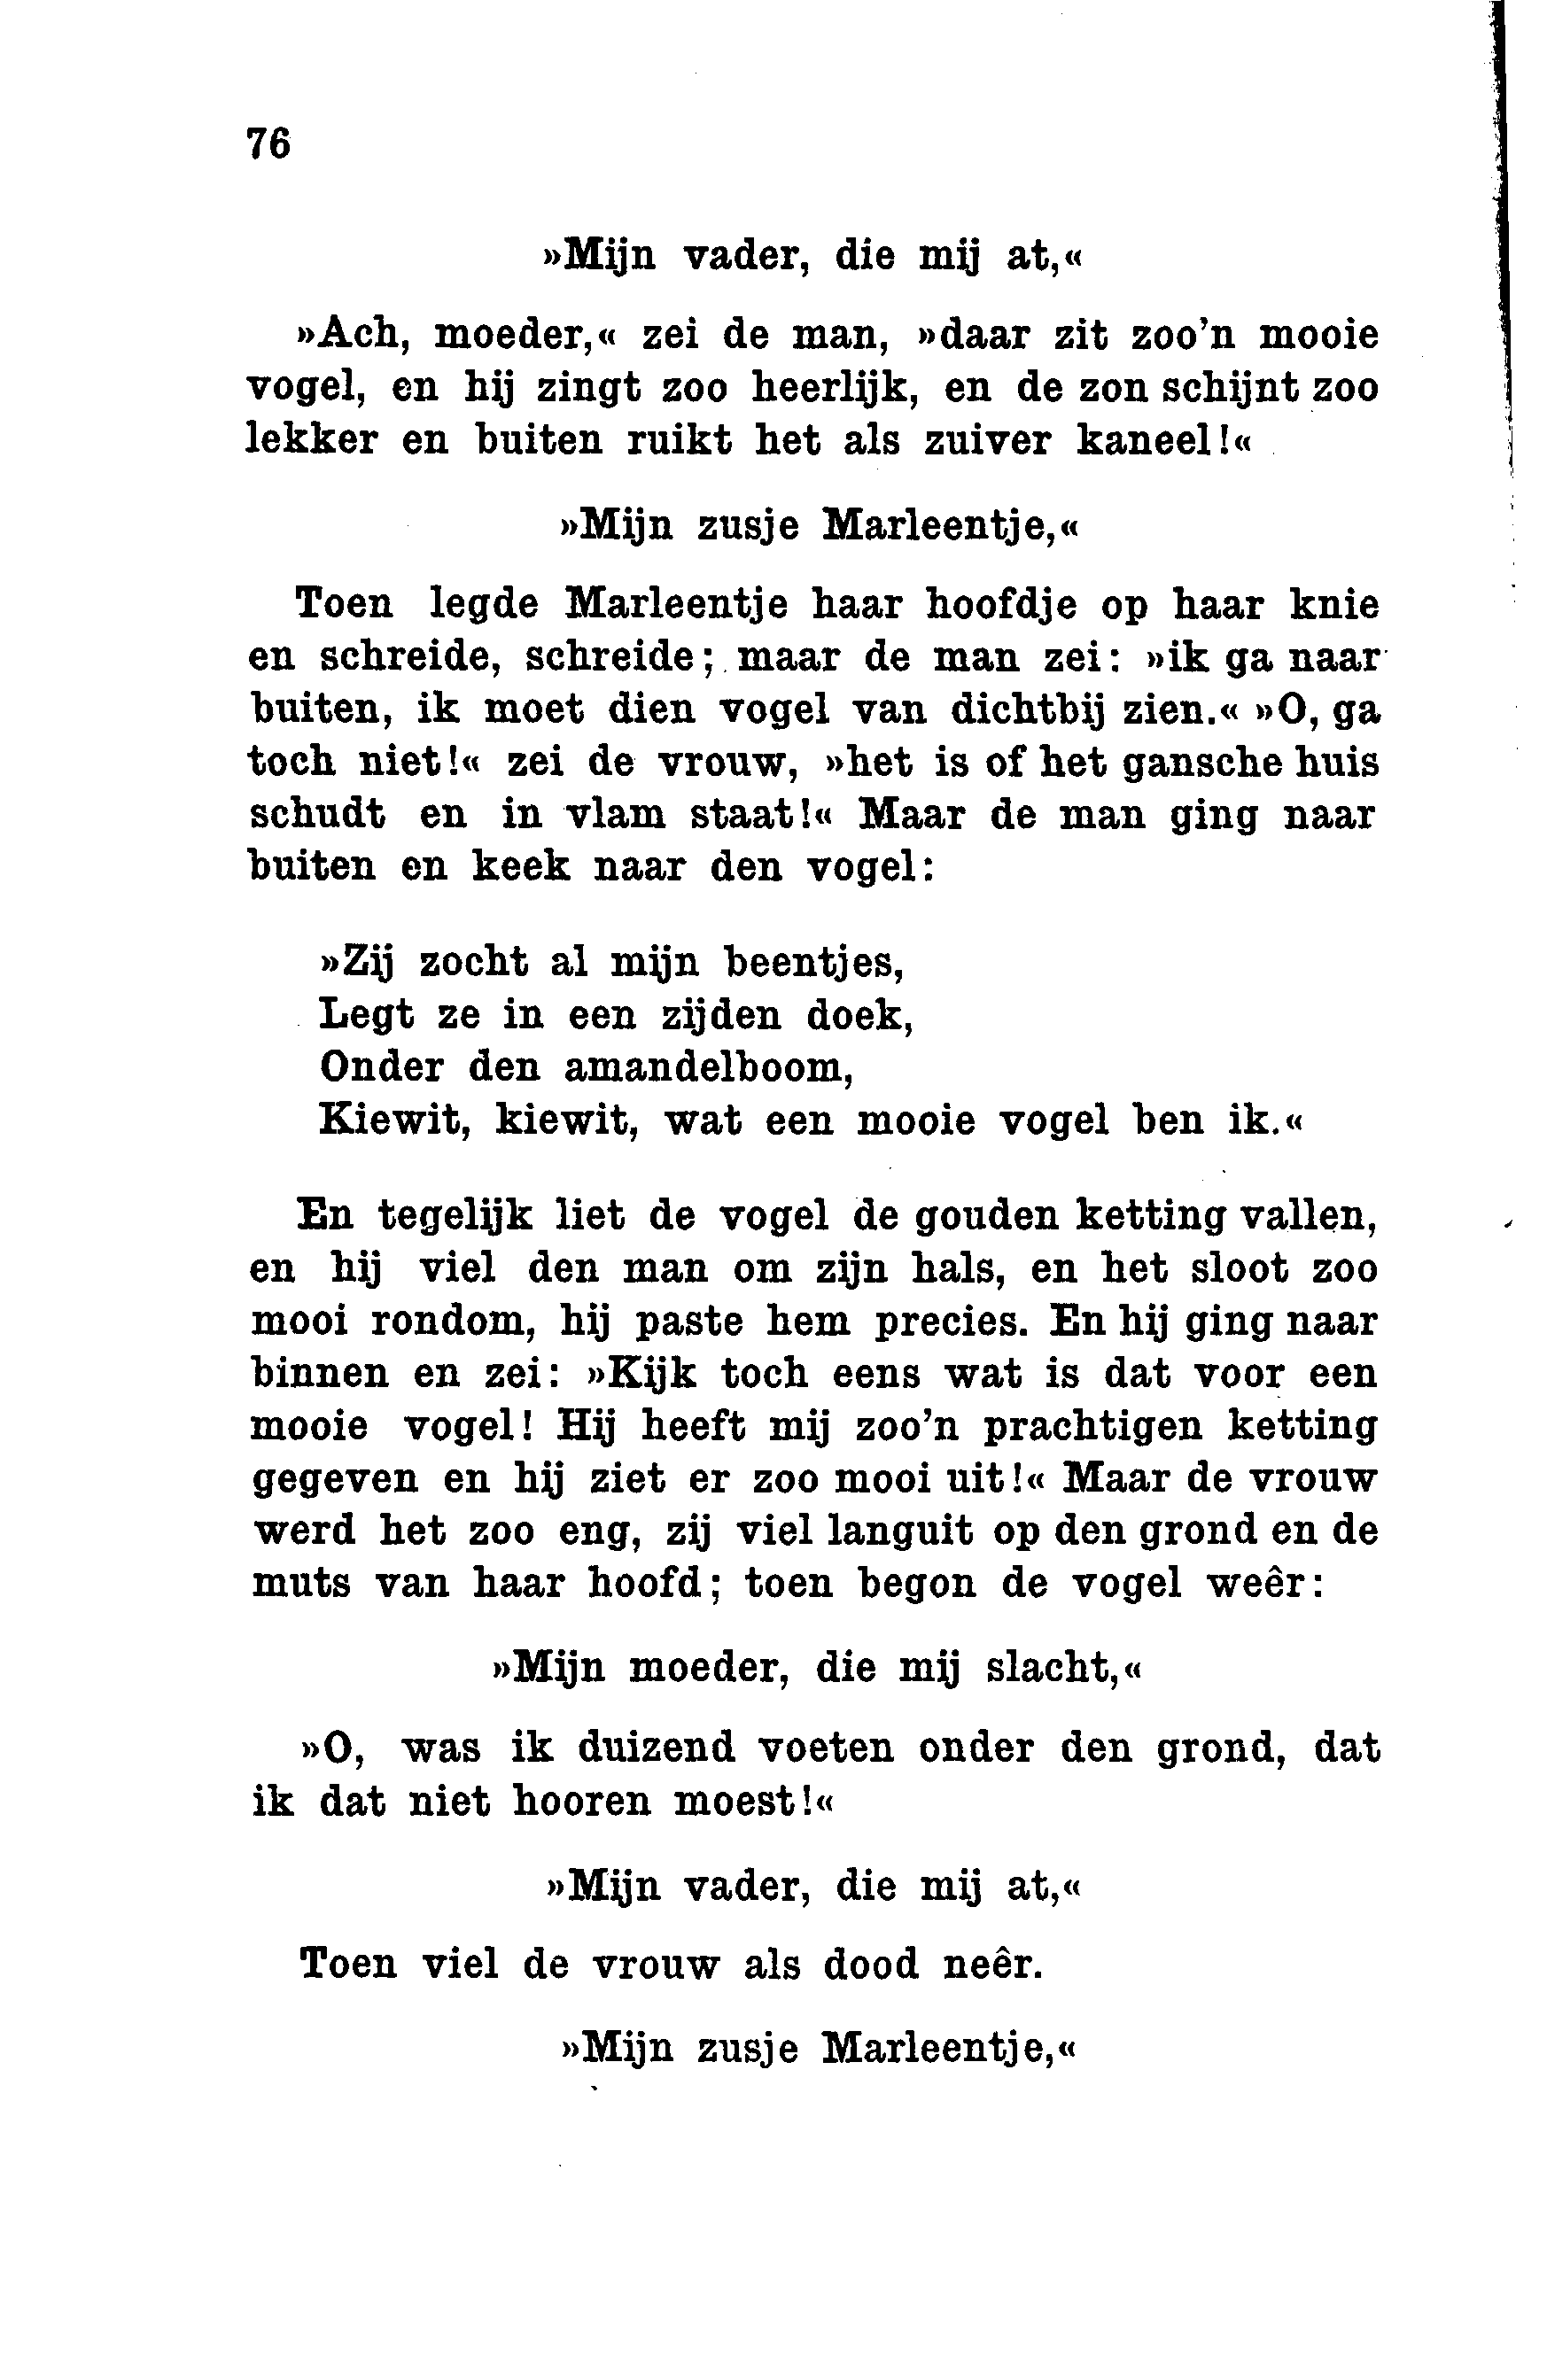 76
»Mijn vader, die mij at,«
»Ach, moeder,« zei de man, »daar zit zoo'n mooie
vogel, en hij zingt zoo heerlijk, en de zon schijnt zoo
lekker en buiten ruikt het als zuiver kaneel!«
»Mijn zusje Marleentje,«
Toen legde Marleentje haar hoofdje op haar knie
en schreide, schreide; maar de man zei: »ik ga naar
buiten, ik moet dien vogel van dichtbij zien.« »O, ga
toch niet!« zei de vrouw, »het is of het gansche huis
schudt en in vlam staat!« Maar de man ging naar
buiten en keek naar den vogel:
»Zij zocht al mijn beentjes,
Legt ze in een zijden doek,
Onder den amandelboom,
Kiewit, kiewit, wat een mooie vogel ben ik.«
En tegelijk liet de vogel de gouden ketting vallen,
en hij viel den man om zijn hals, en het sloot zoo
mooi rondom, hij paste hem precies. En hij ging naar
binnen en zei: »Kijk toch eens wat is dat voor een
mooie vogel! Hij heeft mij zoo'n prachtigen ketting
gegeven en hij ziet er zoo mooi uit!« Maar de vrouw
werd het zoo eng, zij viel languit op den grond en de
muts van haar hoofd; toen begon de vogel weêr:
»Mijn moeder, die mij slacht,«
»O, was ik duizend voeten onder den grond, dat
ik dat niet hooren moest!«
»Mijn vader, die mij at,«
Toen viel de vrouw als dood neêr.
»Mijn zusje Marleentje,«